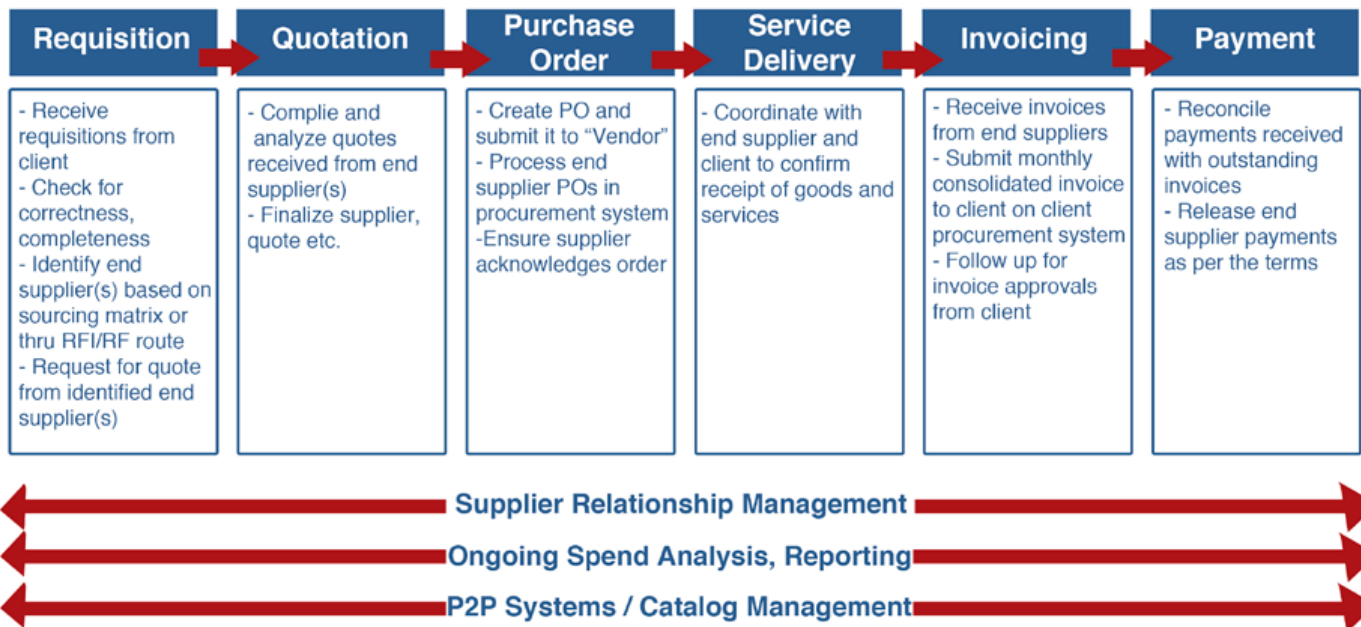 Requisition
Quotation
Purchase
Order
Service
Delivery
Invoicing
Payment
- Receive
requisitions from
client
- Check for
correctness,
completeness
- Identify end
supplier(s) based on
sourcing matrix or
thru RFI/RF route
- Request for quote
from identified end
supplier(s)
- Complie and
analyze quotes
received from end
supplier(s)
- Finalize supplier,
quote etc.
- Create PO and
submit it to “Vendor”
- Process end
supplier POs in
procurement system
-Ensure supplier
acknowledges order
- Coordinate with
end supplier and
client to confirm
receipt of goods and
services
- Receive invoices
from end suppliers
- Submit monthly
consolidated invoice
to client on client
procurement system
- Follow up for
invoice approvals
from client
- Reconcile
payments received
with outstanding
invoices
- Release end
supplier payments
as per the terms
Supplier Relationship Management
Ongoing Spend Analysis, Reporting
P2P Systems / Catalog Management